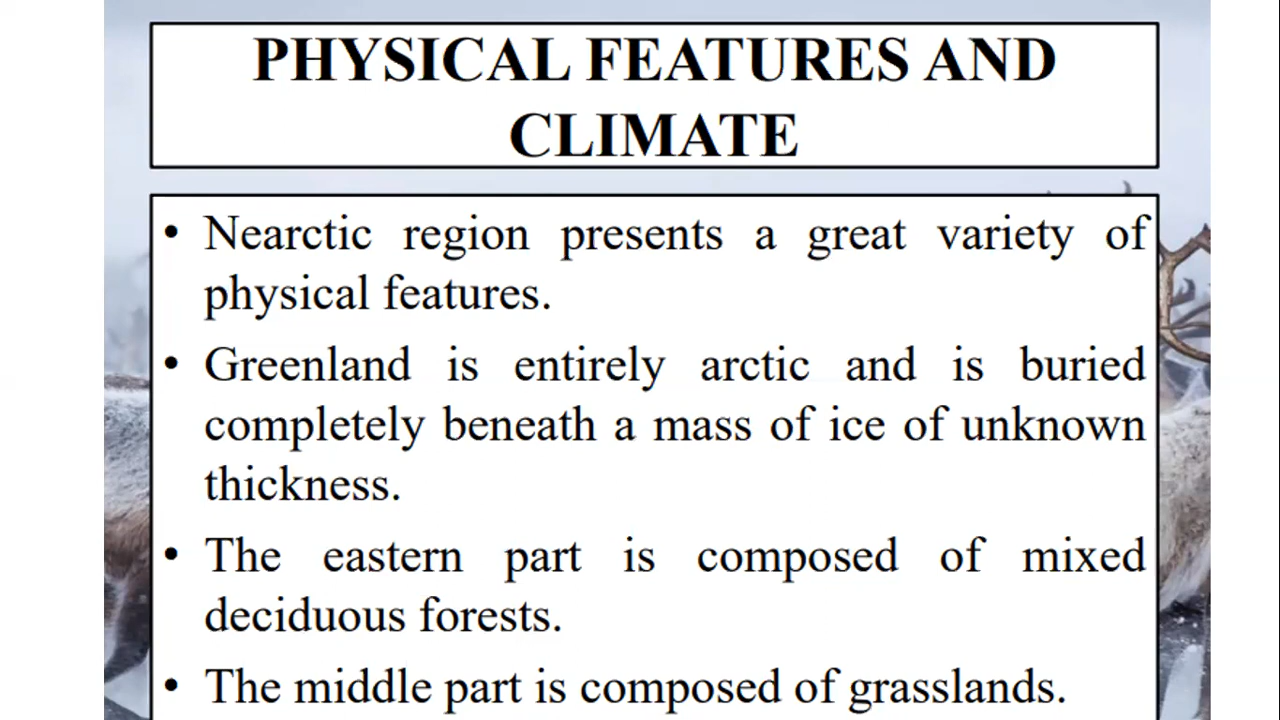 PHYSICAL FEATURES AND
CLIMATE
• Nearctic region presents a great variety of
physical features.
• Greenland is entirely arctic and is buried
completely beneath a mass of ice of unknown
thickness.
• The eastern part is composed of mixed
deciduous forests.
• The middle part is composed of grasslands.